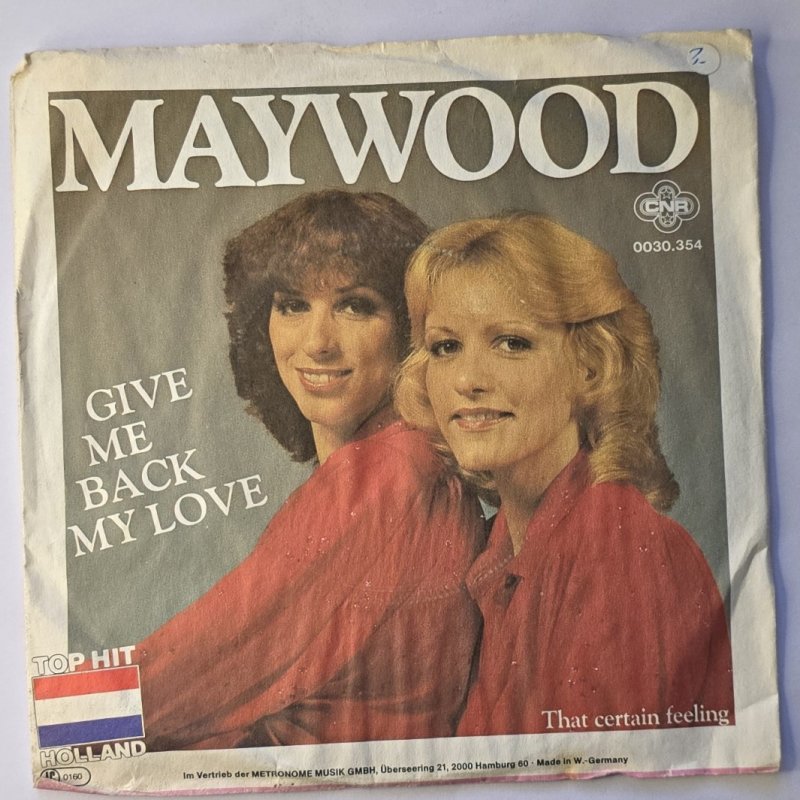 MAYWOOD
CNR
0030.354
GIVE
ME
BACK
MY LOVE
TOP HIT
HOLLAND
That certain feeling
0160
Im Vertrieb der METRONOME MUSIK GMBH, Überseering 21, 2000 Hamburg 60 · Made in W.-Germany